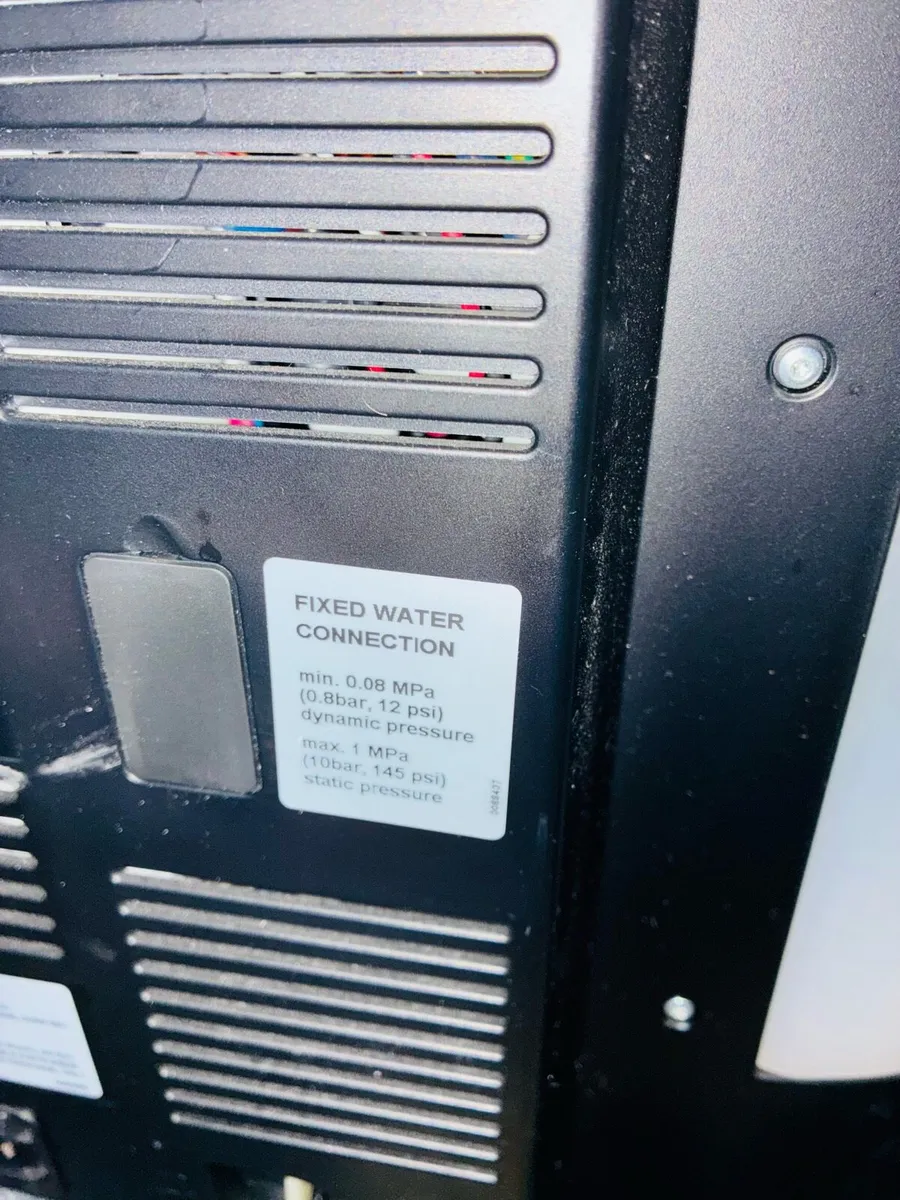 FIXED WATER
CONNECTION
min. 0.08 MPa
(0.8bar, 12 psi)
dynamic pressure
max. 1 MPa
(10bar, 145 psi)
static pressure